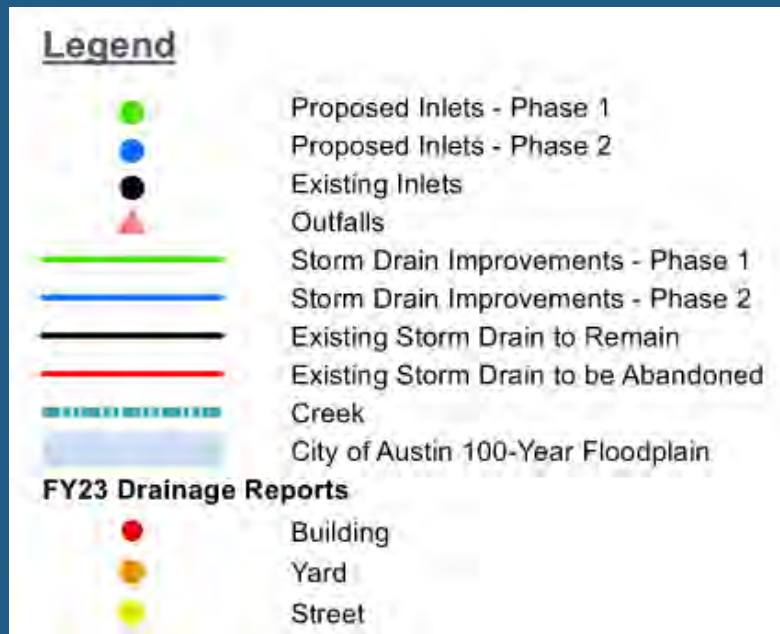 Legend
Proposed Inlets - Phase 1
Proposed Inlets - Phase 2
Existing Inlets
Outfalls
Storm Drain Improvements - Phase 1
Storm Drain Improvements - Phase 2
Existing Storm Drain to Remain
Existing Storm Drain to be Abandoned
Creek
City of Austin 100-Year Floodplain
FY23 Drainage Reports
Building
Yard
Street